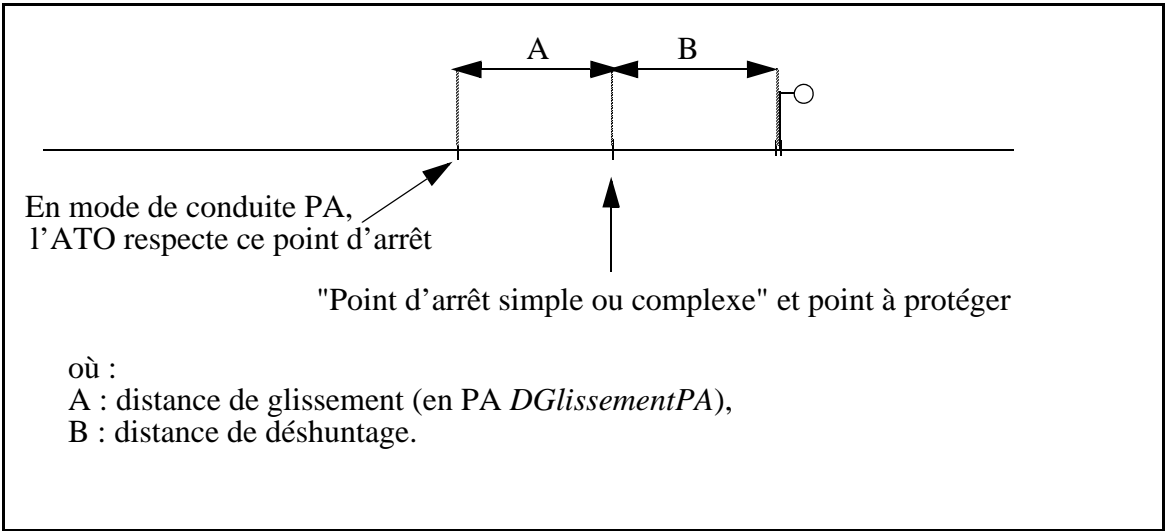 A
B
En mode de conduite PA,
l’ATO respecte ce point d’arrêt
"Point d’arrêt simple ou complexe" et point à protéger
où :
A : distance de glissement (en PA DGlissementPA),
B : distance de déshuntage.